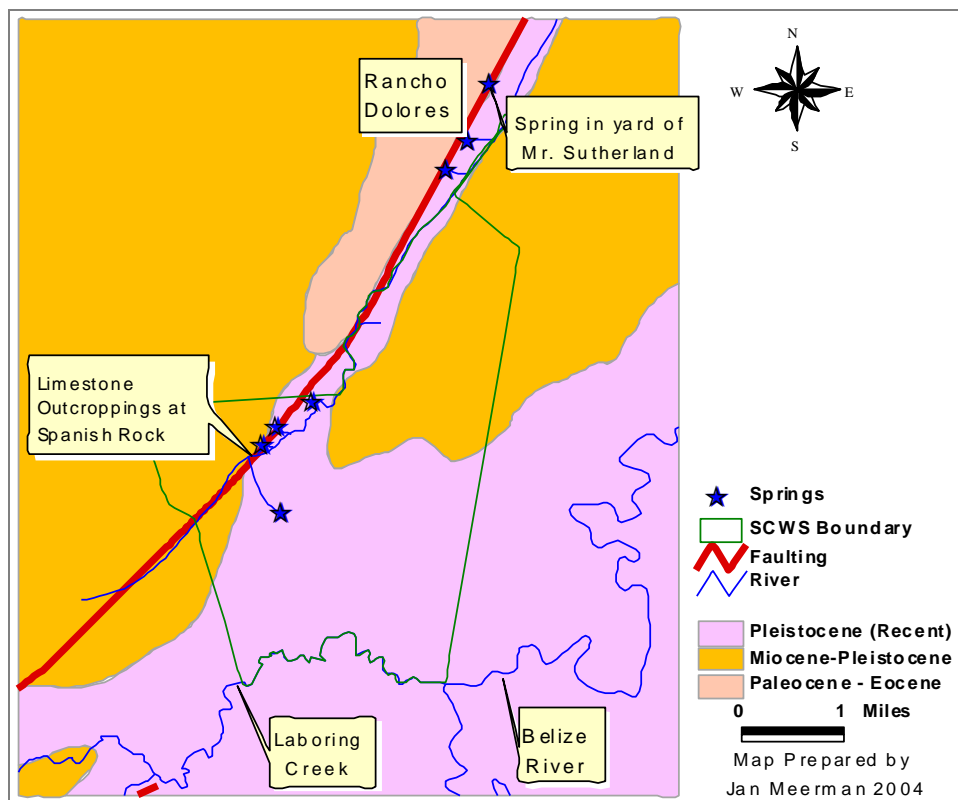 Rancho
Dolores
Spring in yard of
Mr. Sutherland
N
W
E
S
Limestone
Outcroppings at
Spanish Rock
Springs
SCWS Boundary
Faulting
River
Pleistocene (Recent)
Miocene-Pleistocene
Paleocene - Eocene
0 1 Miles
Laboring
Creek
Belize
River
Map Prepared by
Jan Meerman 2004